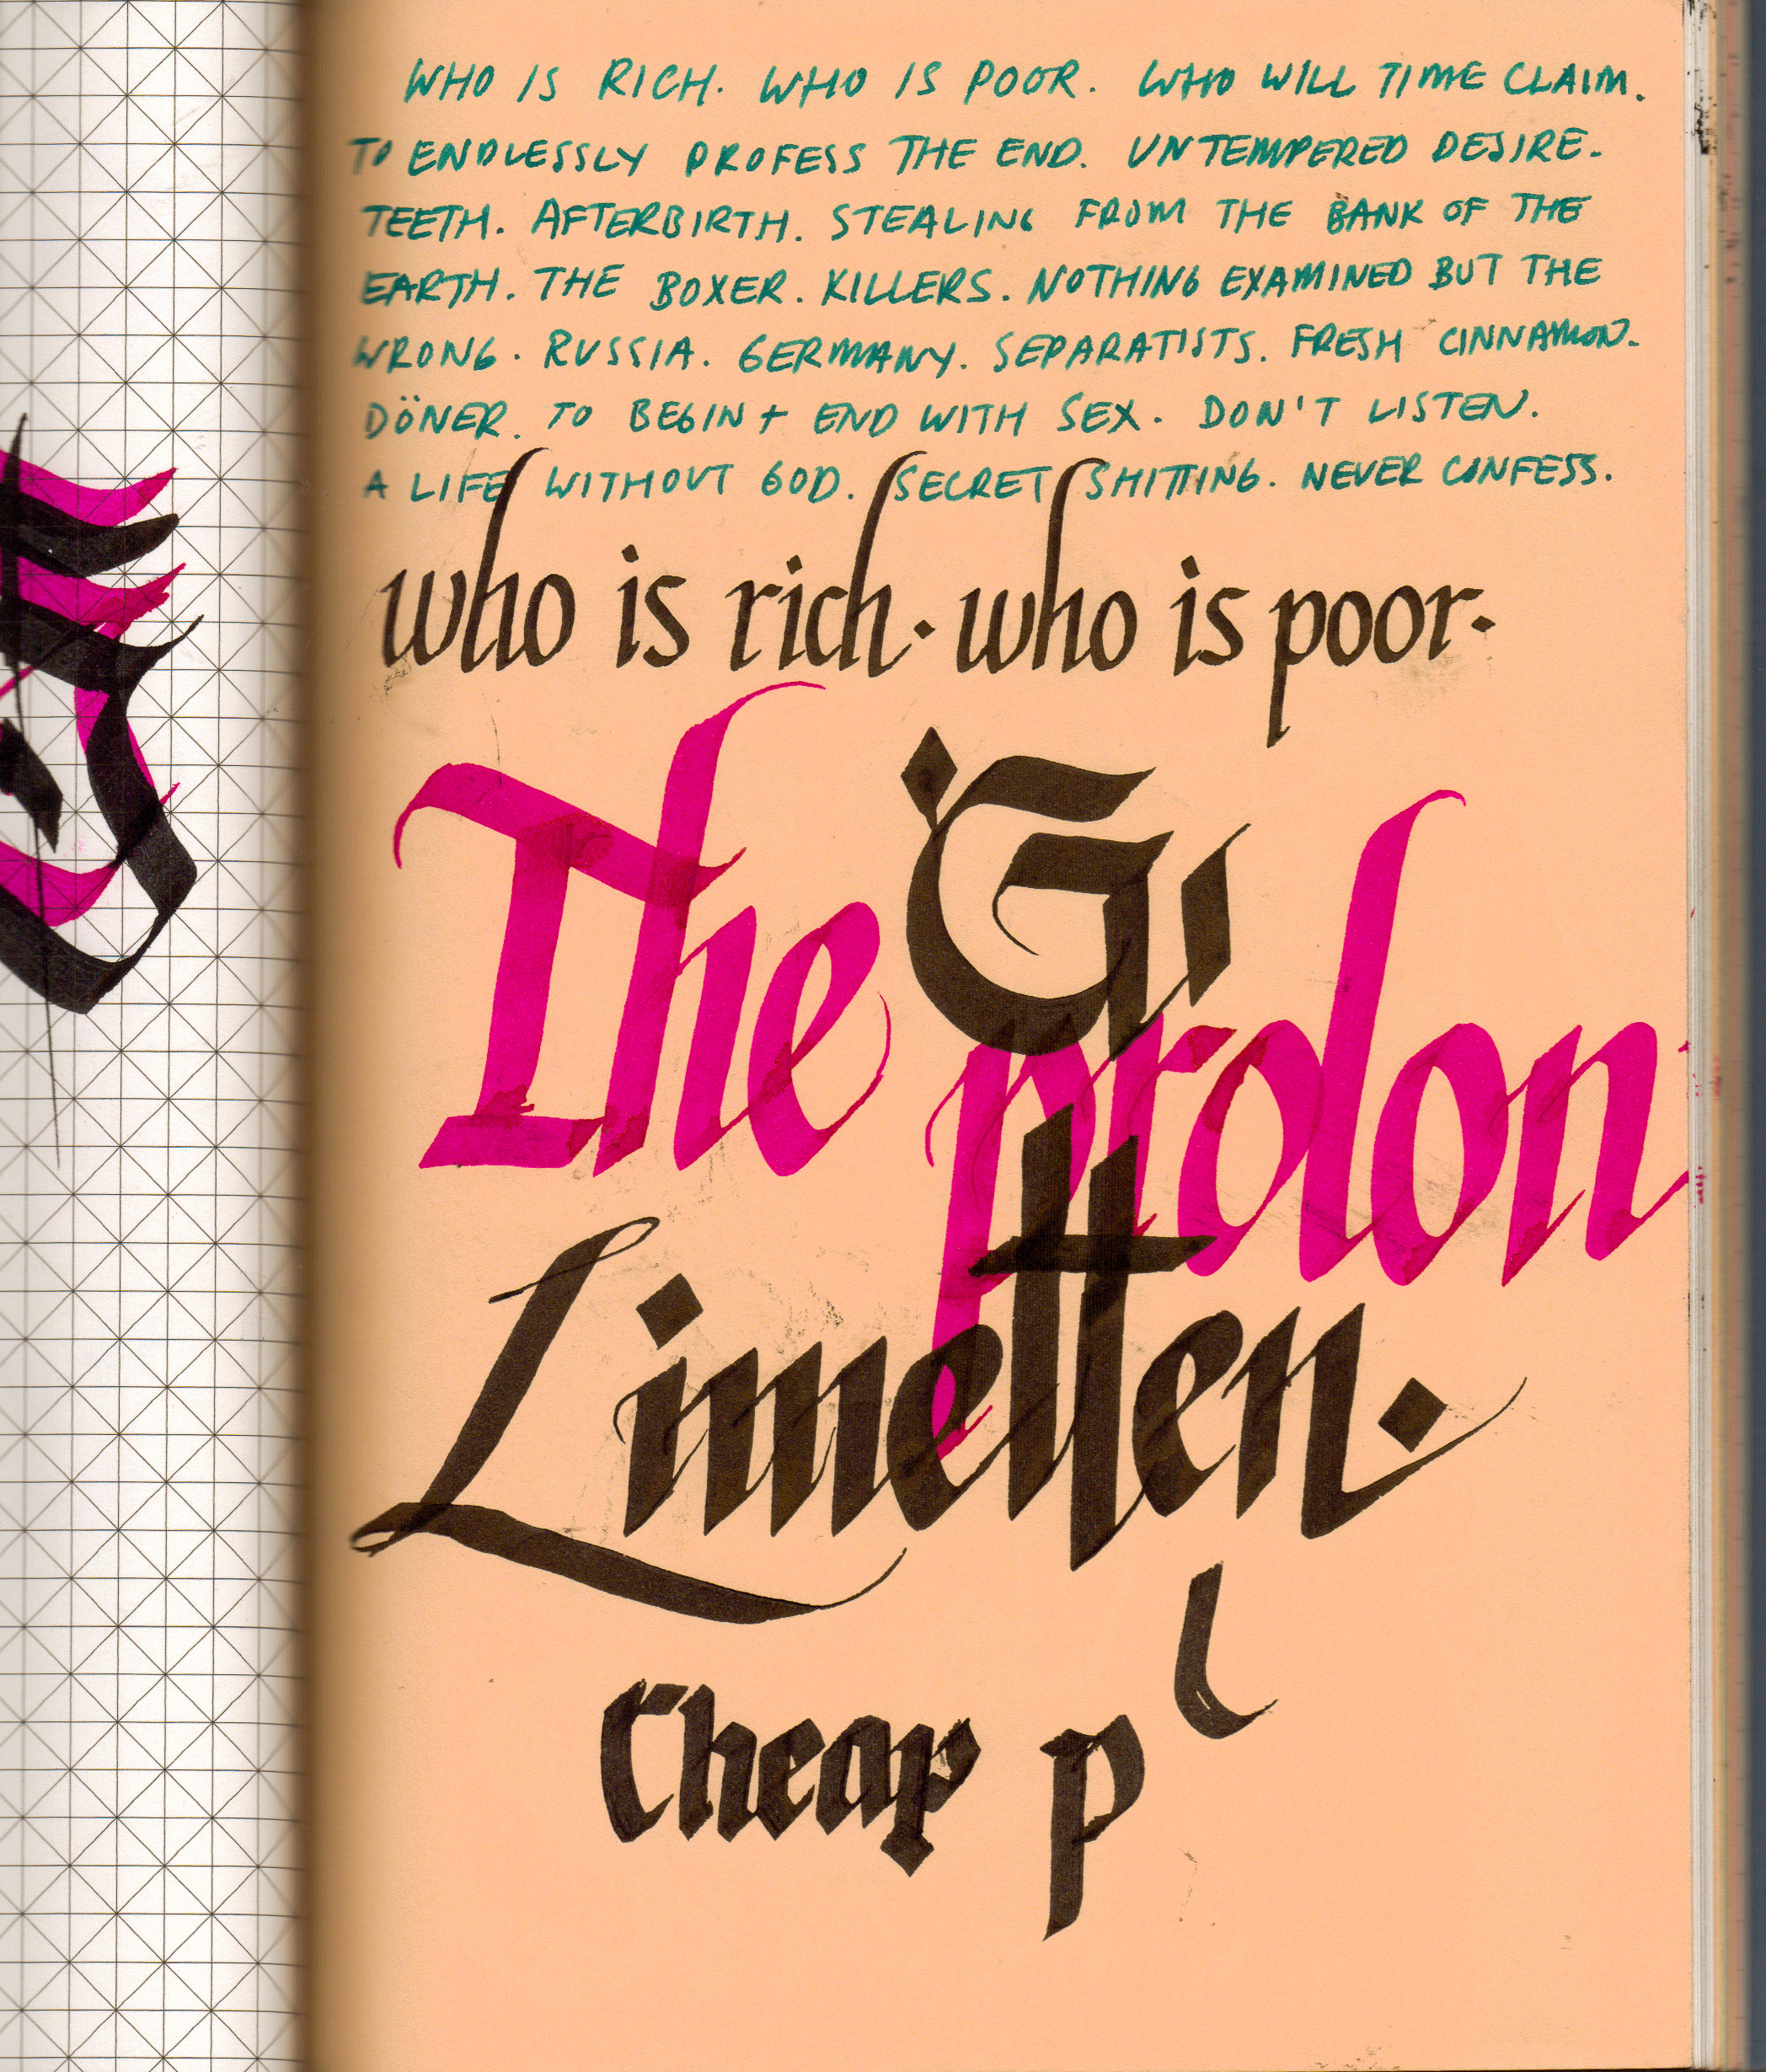 WHO IS RICH. WHO IS POOR. WHO WILL TIME CLAIM.
TO ENDLESSLY PROFESS THE END. UNTEMPERED DESIRE.
TEETH. AFTERBIRTH. STEALING FROM THE BANK OF THE
EARTH. THE BOXER. KILLERS. NOTHING EXAMINED BUT THE
WRONG. RUSSIA. GERMANY. SEPARATISTS. FRESH CINNAMON.
DÖNER. TO BEGIN + END WITH SEX. DON'T LISTEN.
A LIFE WITHOUT GOD. SECRET SHITTING. NEVER CONFESS.
who is rich. who is poor.
The
G
prolon
Limetten.
Cheap p